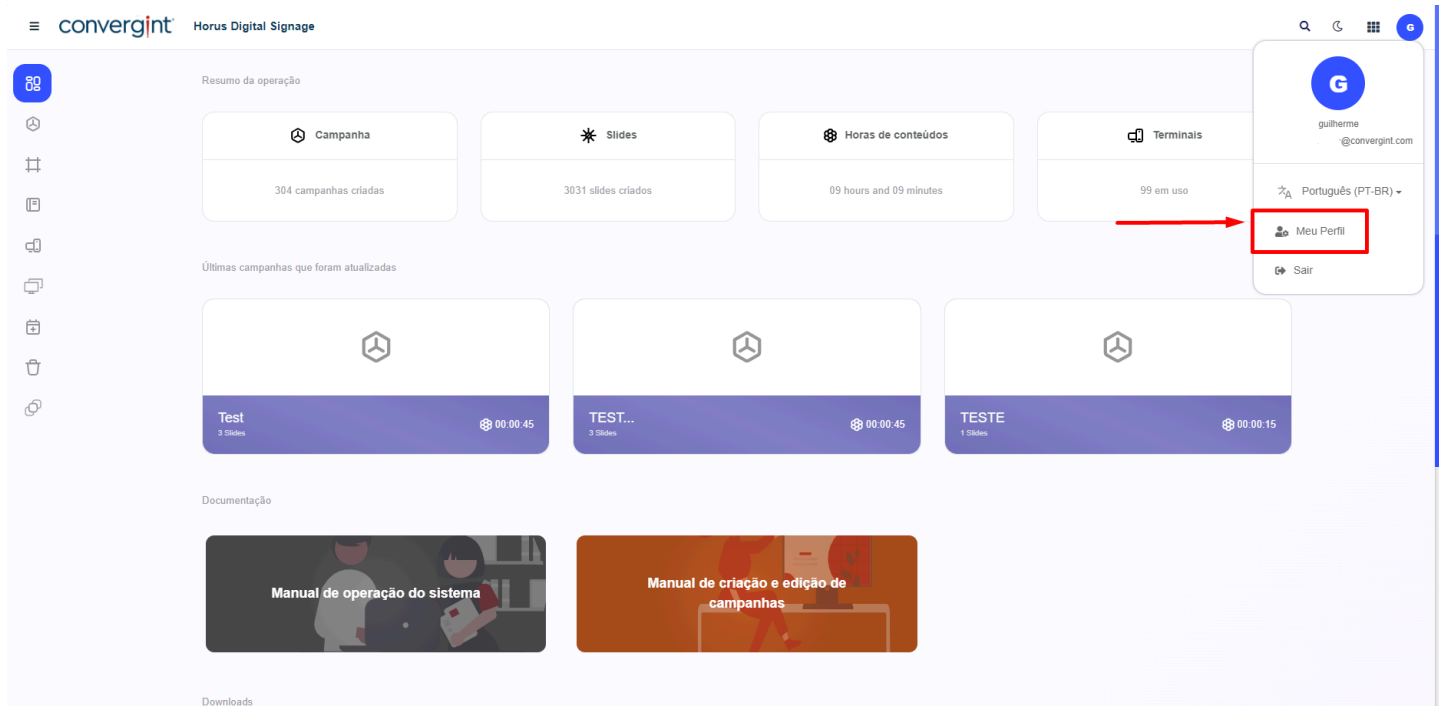 convergint Horus Digital Signage
G
Resumo da operação
G
guilherme
@convergint.com
Campanha
Slides
Horas de conteúdos
Terminais
304 campanhas criadas
3031 slides criados
09 hours and 09 minutes
99 em uso
Português (PT-BR)
Meu Perfil
Sair
Últimas campanhas que foram atualizadas
Test
3 Slides
00:00:45
TEST...
3 Slides
00:00:45
TESTE
1 Slides
00:00:15
Documentação
Manual de operação do sistema
Manual de criação e edição de
campanhas
Downloads